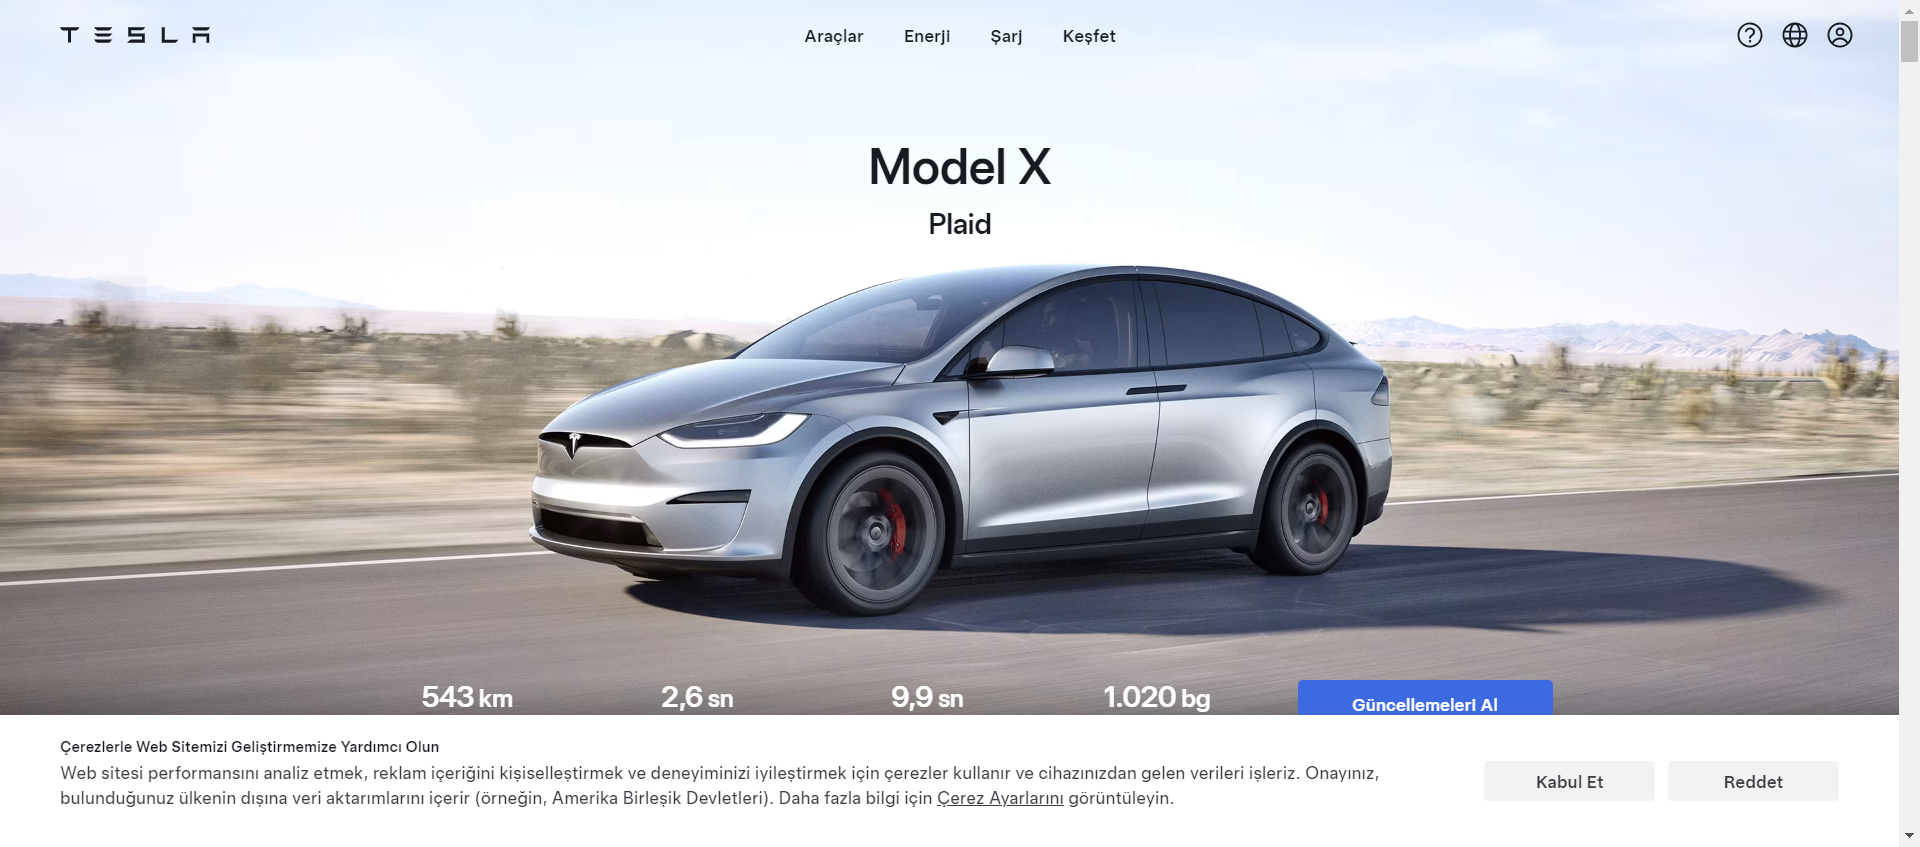 TESLA
Araçlar Enerji Şarj Keşfet
Model X
Plaid
543 km 2,6 sn 9,9 sn 1.020 bg
Güncellemeleri Al
Çerezlerle Web Sitemizi Geliştirmemize Yardımcı Olun
Web sitesi performansını analiz etmek, reklam içeriğini kişiselleştirmek ve deneyiminizi iyileştirmek için çerezler kullanır ve cihazınızdan gelen verileri işleriz. Onayınız,
bulunduğunuz ülkenin dışına veri aktarımlarını içerir (örneğin, Amerika Birleşik Devletleri). Daha fazla bilgi için Çerez Ayarlarını görüntüleyin.
Kabul Et Reddet